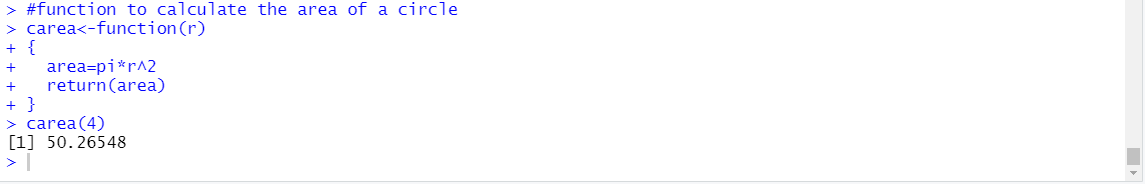 > #function to calculate the area of a circle
> carea<-function(r)
+ {
+   area=pi*r^2
+   return(area)
+ }
> carea(4)
[1] 50.26548
>